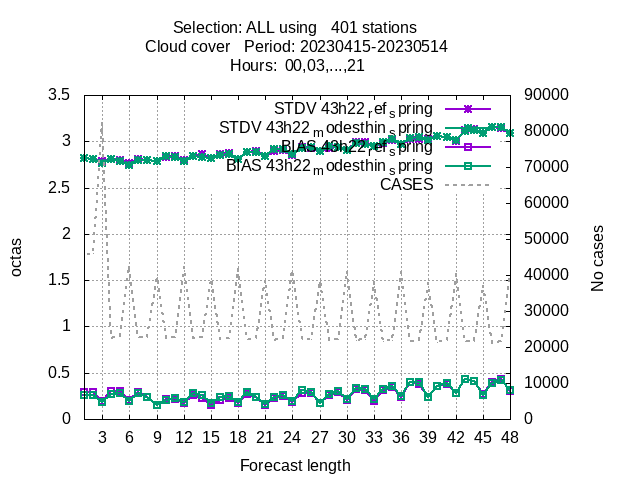 Selection: ALL using   401 stations
Cloud cover   Period: 20230415-20230514
Hours:  00,03,...,21
STDV 43h22_ref_spring
STDV 43h22_modesthin_spring
BIAS 43h22_ref_spring
BIAS 43h22_modesthin_spring
CASES
octas
3.5
3
2.5
2
1.5
1
0.5
0
No cases
90000
80000
70000
60000
50000
40000
30000
20000
10000
0
3 6 9 12 15 18 21 24 27 30 33 36 39 42 45 48
Forecast length